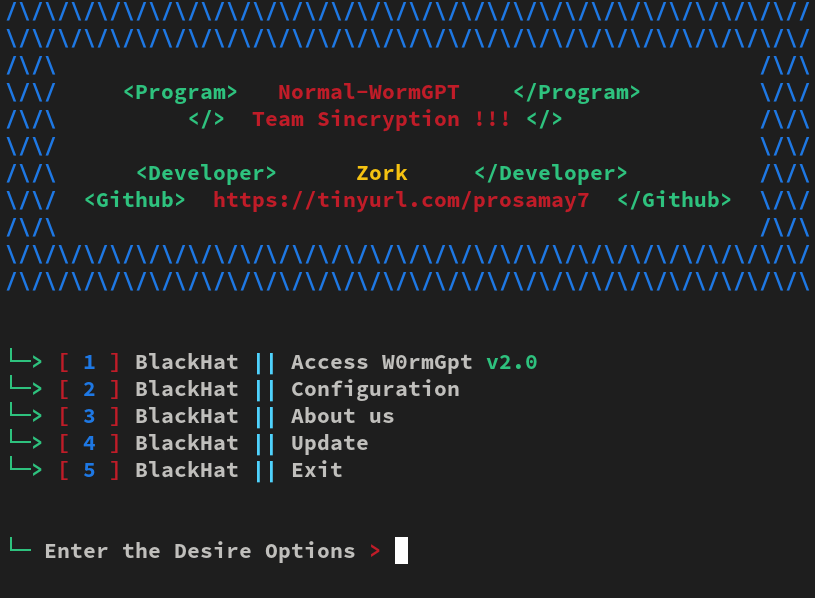 /\/\/\/\/\/\/\/\/\/\/\/\/\/\/\/\/\/\/\/\/\/\/\/\/\/\/\/\/\/\//
\/\/\/\/\/\/\/\/\/\/\/\/\/\/\/\/\/\/\/\/\/\/\/\/\/\/\/\/\/\/\/
/\/\ /\/\
\/\/ <Program> Normal-WormGPT </Program> \/\/
/\/\ </> Team Sincryption !!! </> /\/\
\/\/ \/\/
/\/\ <Developer> Zork </Developer> /\/\
\/\/ <Github> https://tinyurl.com/prosamay7 </Github> \/\/
/\/\ /\/\
\/\/\/\/\/\/\/\/\/\/\/\/\/\/\/\/\/\/\/\/\/\/\/\/\/\/\/\/\/\/\/
/\/\/\/\/\/\/\/\/\/\/\/\/\/\/\/\/\/\/\/\/\/\/\/\/\/\/\/\/\/\/\
└─> [ 1 ] BlackHat || Access W0rmGpt v2.0
└─> [ 2 ] BlackHat || Configuration
└─> [ 3 ] BlackHat || About us
└─> [ 4 ] BlackHat || Update
└─> [ 5 ] BlackHat || Exit
└─ Enter the Desire Options >